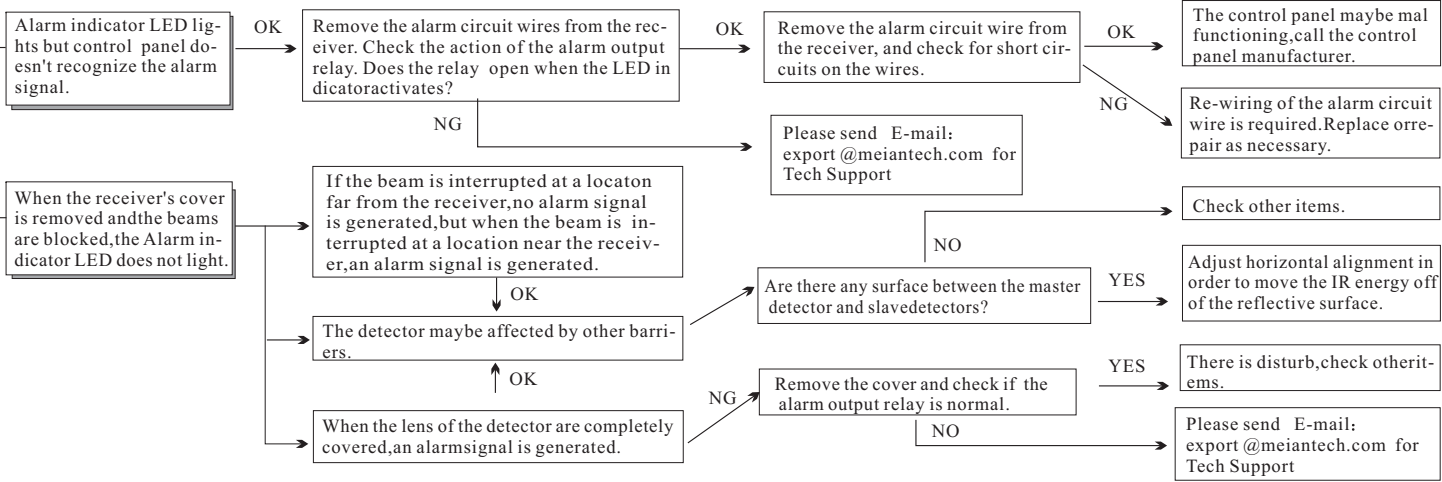 Alarm indicator LED lig-
hts but control panel do-
esn't recognize the alarm
signal.
OK
Remove the alarm circuit wires from the rec-
eiver. Check the action of the alarm output
relay. Does the relay open when the LED in
dicatoractivates?
OK
Remove the alarm circuit wire from
the receiver, and check for short cir-
cuits on the wires.
OK
The control panel maybe mal
functioning,call the control
panel manufacturer.
NG
Re-wiring of the alarm circuit
wire is required.Replace orre-
pair as necessary.
NG
Please send E-mail:
export @meiantech.com for
Tech Support
When the receiver's cover
is removed andthe beams
are blocked,the Alarm in-
dicator LED does not light.
If the beam is interrupted at a locaton
far from the receiver,no alarm signal
is generated,but when the beam is in-
terrupted at a location near the receiv-
er,an alarm signal is generated.
OK
The detector maybe affected by other barri-
ers.
OK
When the lens of the detector are completely
covered,an alarmsignal is generated.
Are there any surface between the master
detector and slavedetectors?
NO
Check other items.
YES
Adjust horizontal alignment in
order to move the IR energy off
of the reflective surface.
NG
Remove the cover and check if the
alarm output relay is normal.
YES
There is disturb,check otherit-
ems.
NO
Please send E-mail:
export @meiantech.com for
Tech Support